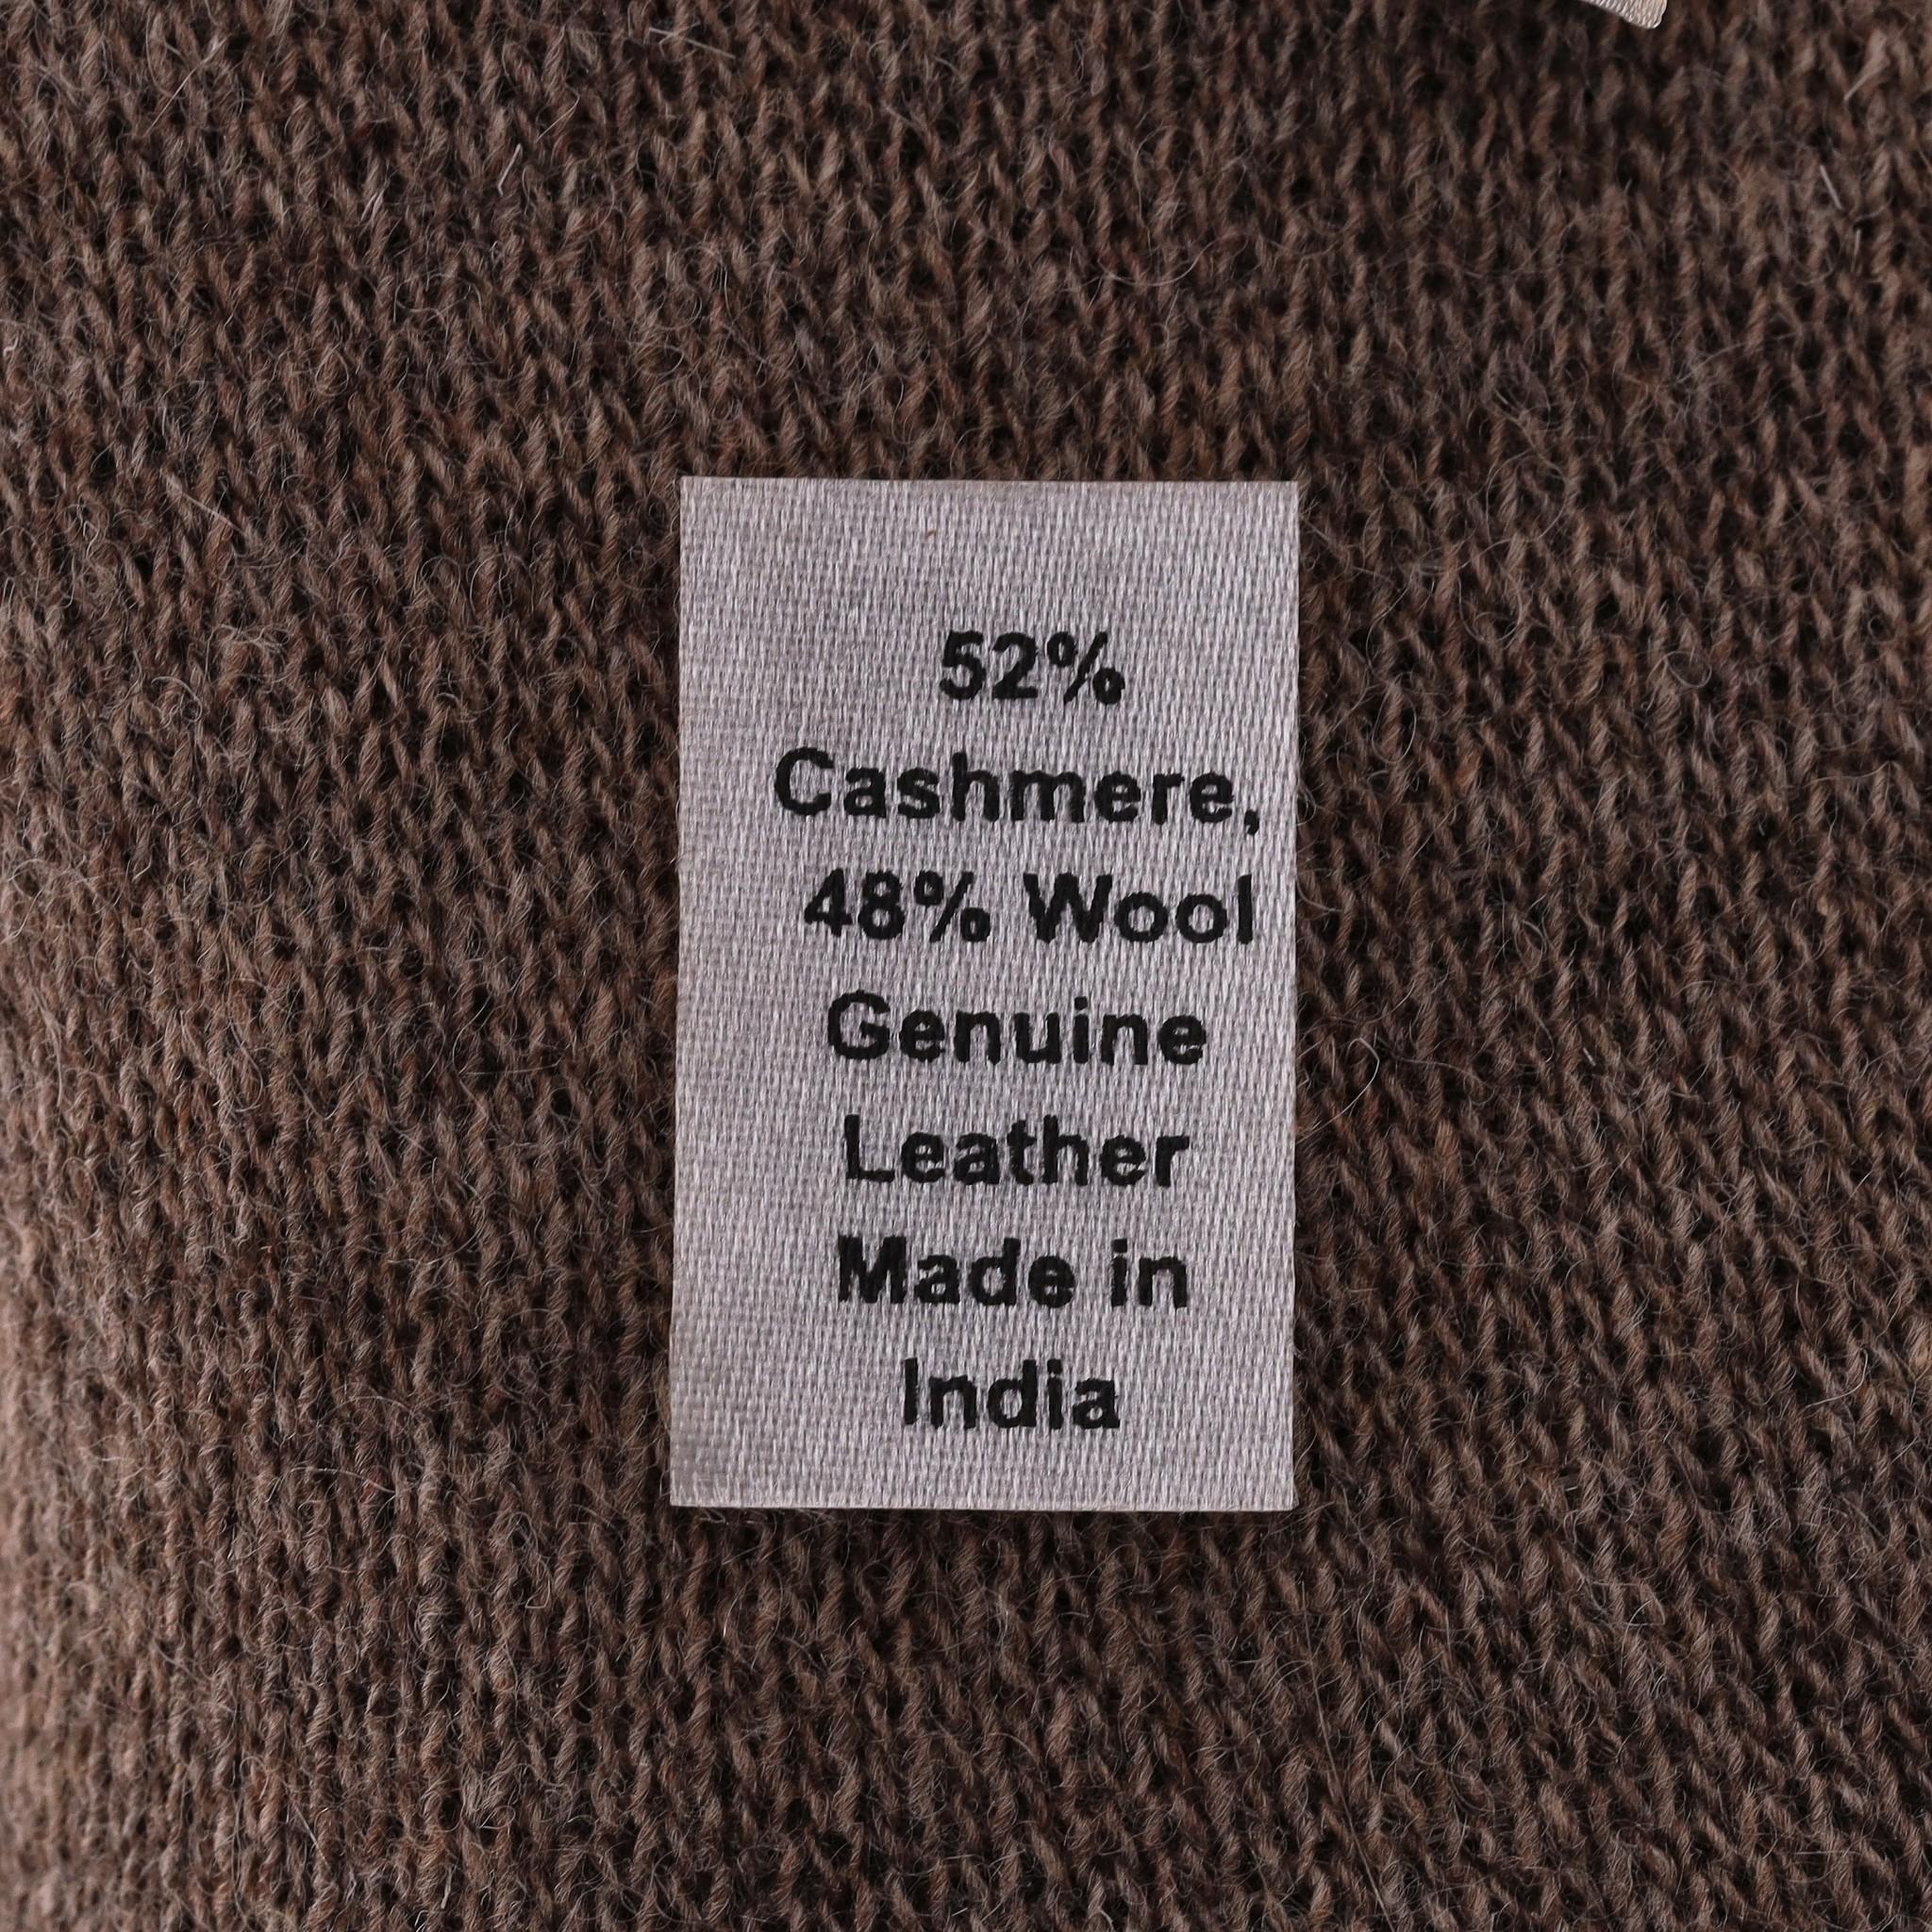 52%
Cashmere,
48% Wool
Genuine
Leather
Made in
India